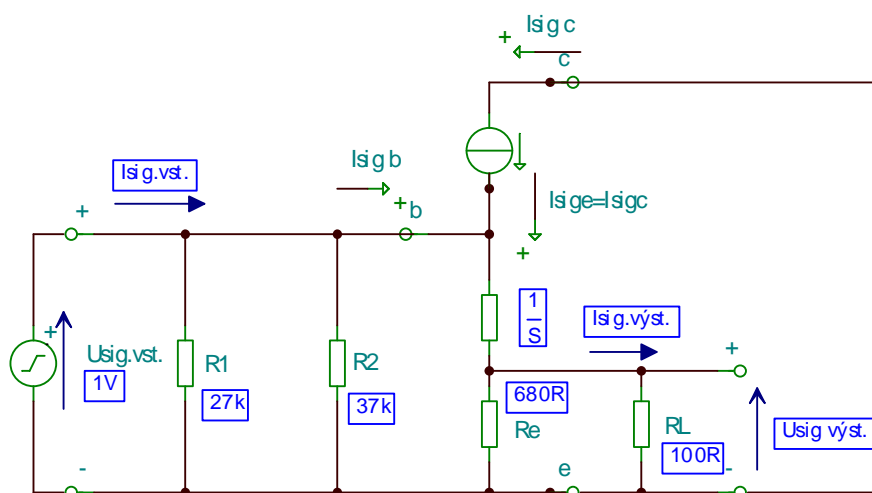 Isig c
+
c
Isig.vst.
Isig b
Isige=Isigc
+
+
b
+
1
S
Isig.výst.
+
+
Usig.vst.
1V
R1
27k
R2
37k
680R
Re
RL
100R
Usig výst.
-
e
-